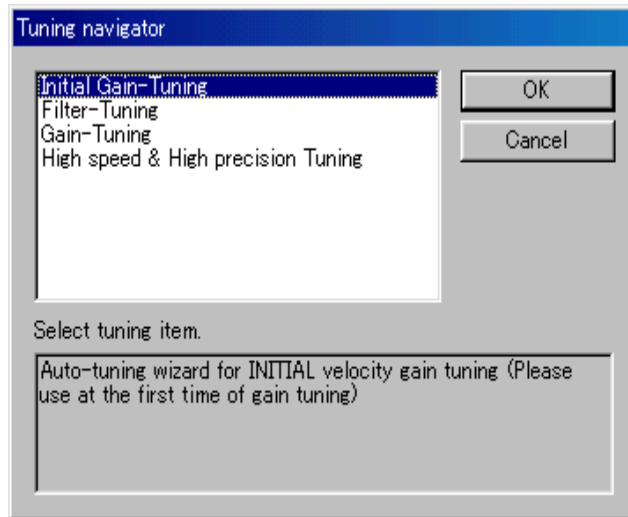 Tuning navigator
Initial Gain-Tuning
Filter-Tuning
Gain-Tuning
High speed & High precision Tuning
OK
Cancel
Select tuning item.
Auto-tuning wizard for INITIAL velocity gain tuning (Please
use at the first time of gain tuning)